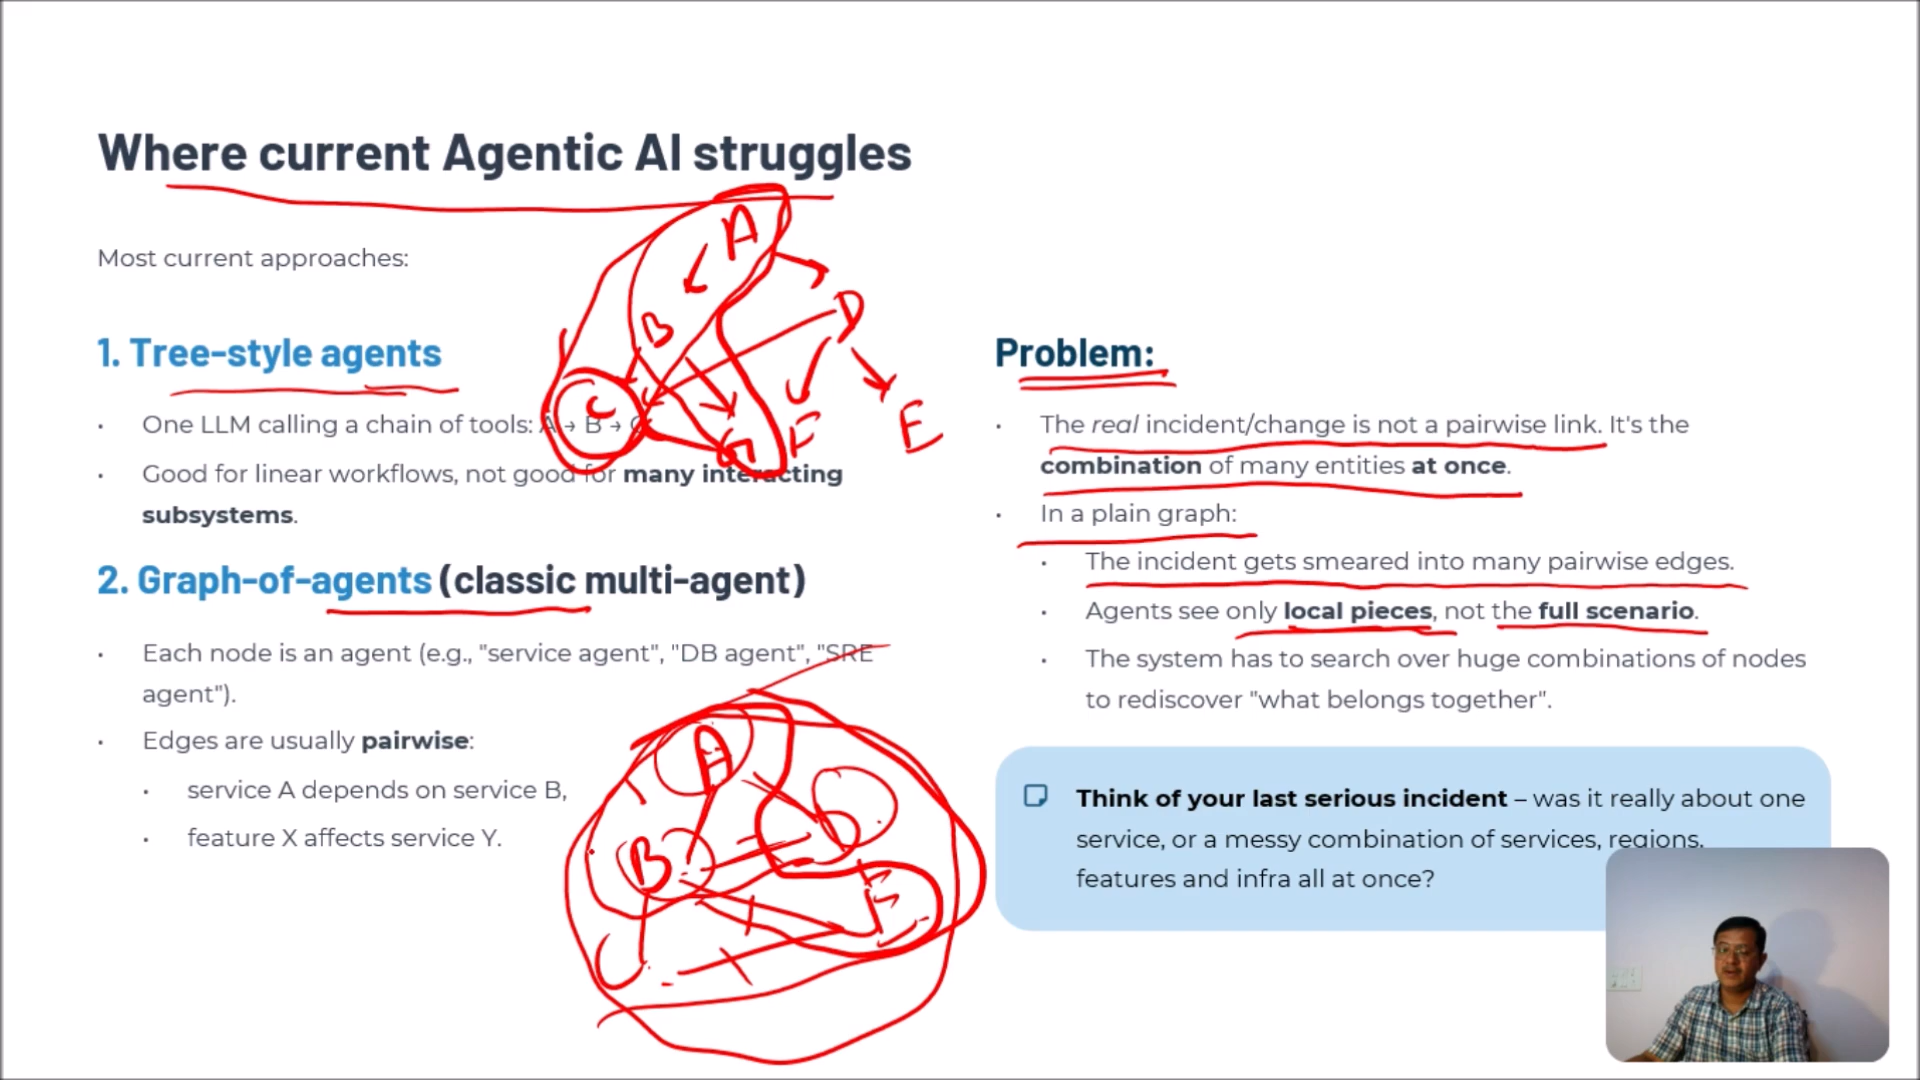 Where current Agentic AI struggles
Most current approaches:
1. Tree-style agents
• One LLM calling a chain of tools: A → B → C
• Good for linear workflows, not good for many interacting
subsystems.
2. Graph-of-agents (classic multi-agent)
• Each node is an agent (e.g., "service agent", "DB agent", "SRE
agent").
• Edges are usually pairwise:
• service A depends on service B,
• feature X affects service Y.
A
B
D
C
G
F
E
A
B
D
C
E
Problem:
• The real incident/change is not a pairwise link. It's the
combination of many entities at once.
• In a plain graph:
• The incident gets smeared into many pairwise edges.
• Agents see only local pieces, not the full scenario.
• The system has to search over huge combinations of nodes
to rediscover "what belongs together".
Think of your last serious incident – was it really about one
service, or a messy combination of services, regions,
features and infra all at once?